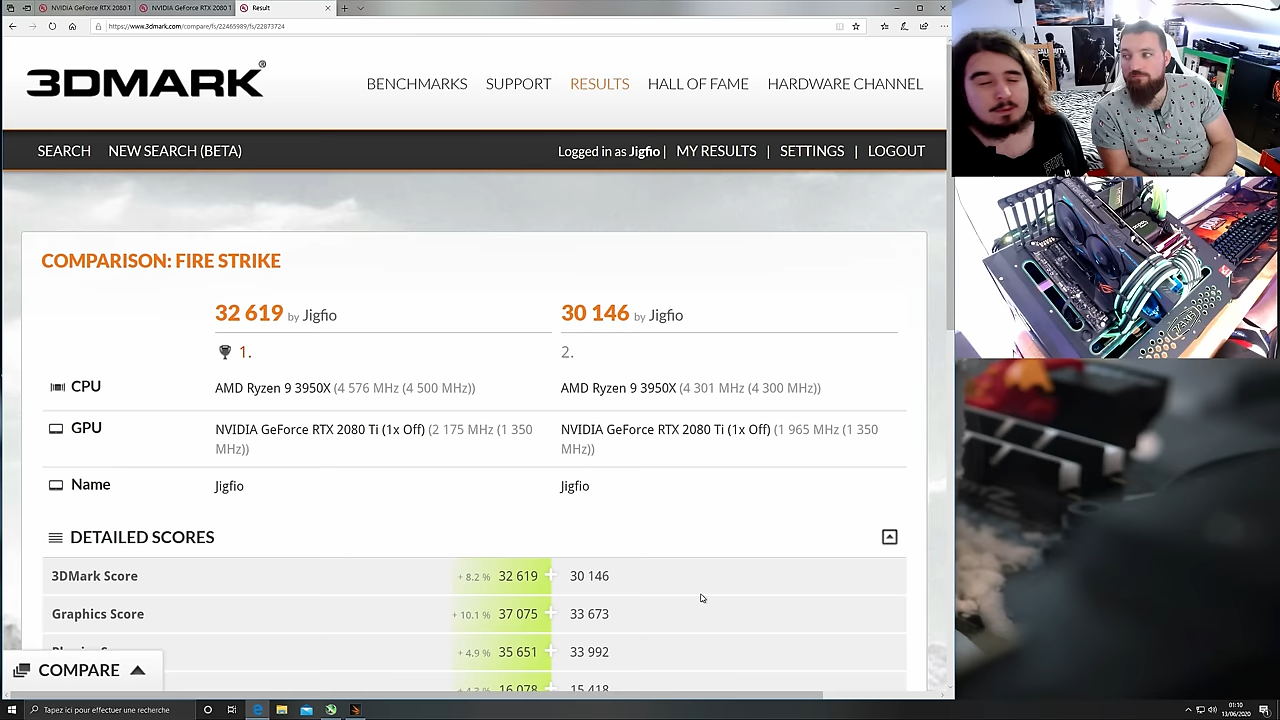 NVIDIA GeForce RTX 2080 T
NVIDIA GeForce RTX 2080 T
Result
https://www.3dmark.com/compare/fs/22465989/fs/22873724
3DMARK®
BENCHMARKS SUPPORT RESULTS HALL OF FAME HARDWARE CHANNEL
SEARCH NEW SEARCH (BETA) Logged in as Jigfio | MY RESULTS | SETTINGS | LOGOUT
COMPARISON: FIRE STRIKE
32 619 by Jigfio 30 146 by Jigfio
1. 2.
CPU AMD Ryzen 9 3950X (4 576 MHz (4 500 MHz)) AMD Ryzen 9 3950X (4 301 MHz (4 300 MHz))
GPU NVIDIA GeForce RTX 2080 Ti (1x Off) (2 175 MHz (1 350 MHz)) NVIDIA GeForce RTX 2080 Ti (1x Off) (1 965 MHz (1 350 MHz))
Name Jigfio Jigfio
DETAILED SCORES
3DMark Score + 8.2 % 32 619 30 146
Graphics Score + 10.1 % 37 075 33 673
+ 4.9 % 35 651 33 992
+ 4.3 % 16 078 15 418
COMPARE
Tapez ici pour effectuer une recherche
01:10
13/06/2020